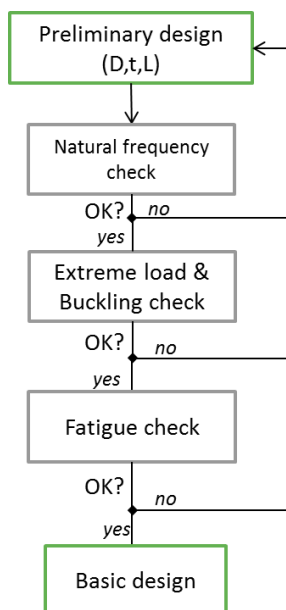 Preliminary design
(D,t,L)
Natural frequency
check
OK? no
yes
Extreme load &
Buckling check
OK? no
yes
Fatigue check
OK? no
yes
Basic design